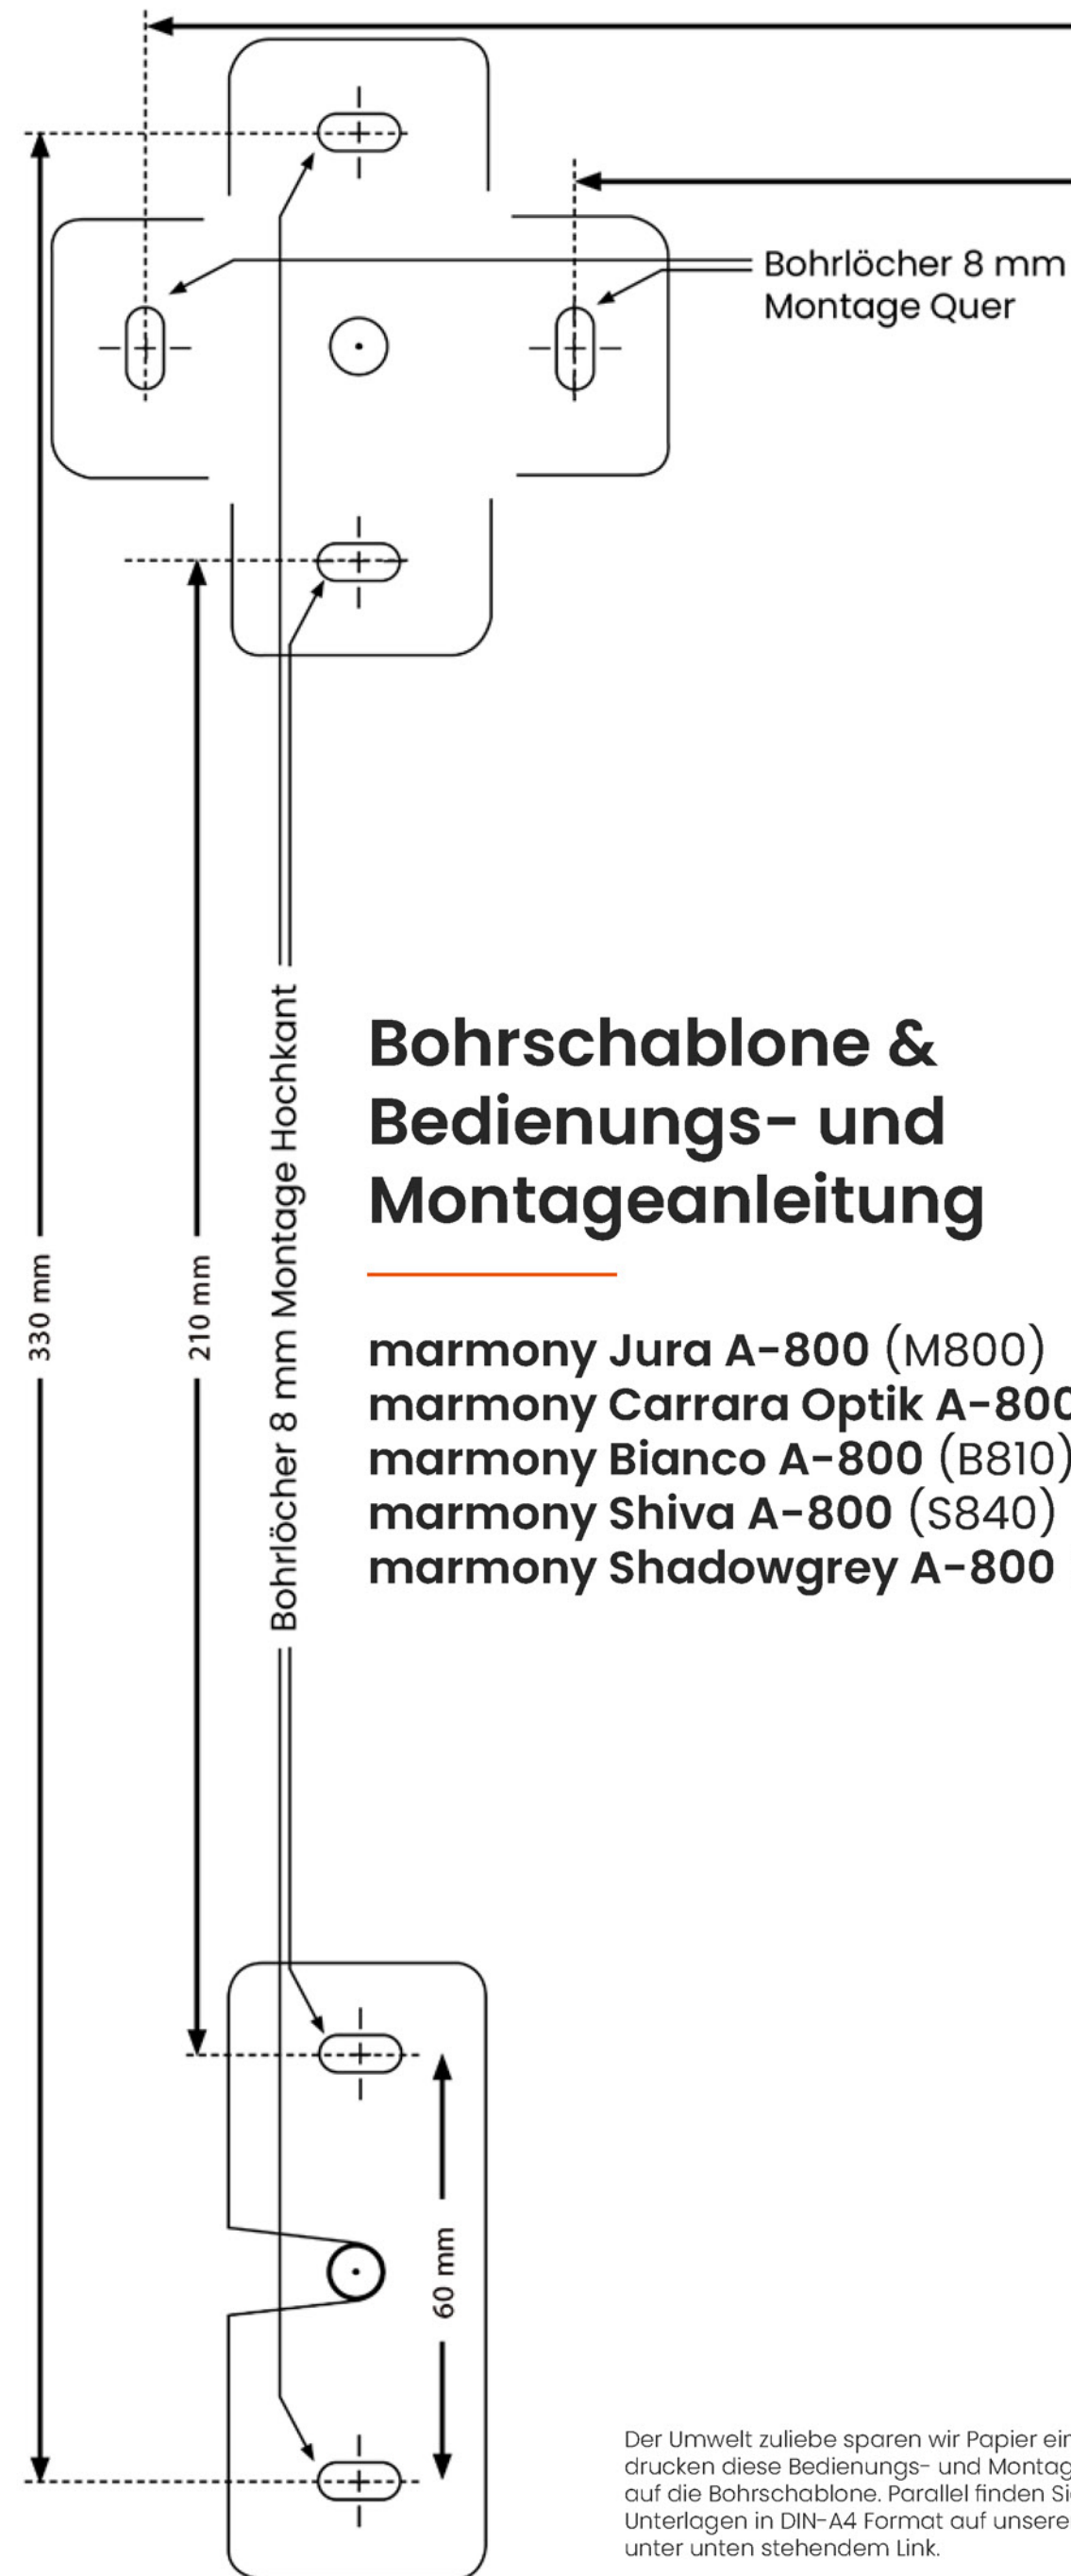 Bohrlöcher 8 mm
Montage Quer
330 mm
210 mm
Bohrlöcher 8 mm Montage Hochkant
Bohrschablone &
Bedienungs- und
Montageanleitung
marmony Jura A-800 (M800)
marmony Carrara Optik A-800
marmony Bianco A-800 (B810)
marmony Shiva A-800 (S840)
marmony Shadowgrey A-800
60 mm
Der Umwelt zuliebe sparen wir Papier ein
drucken diese Bedienungs- und Montag
auf die Bohrschablone. Parallel finden Si
Unterlagen in DIN-A4 Format auf unsere
unter unten stehendem Link.